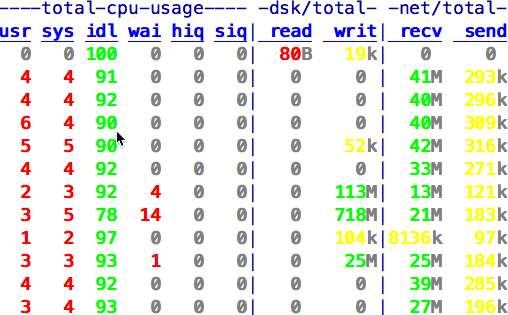 ----total-cpu-usage---- -dsk/total- -net/total-
usr sys idl wai hiq siq| read writ| recv send
0 0 100 0 0 0| 80B 19k| 0 0
4 4 91 0 0 0| 0 0 | 41M 293k
4 4 92 0 0 0| 0 0 | 40M 296k
6 4 90 0 0 0| 0 0 | 40M 309k
5 5 90 0 0 0| 0 52k| 42M 316k
4 4 92 0 0 0| 0 0 | 33M 271k
2 3 92 4 0 0| 0 113M| 13M 121k
3 5 78 14 0 0| 0 718M| 21M 183k
1 2 97 0 0 0| 0 104k|8136k 97k
3 3 93 1 0 0| 0 25M| 25M 184k
4 4 92 0 0 0| 0 0 | 39M 285k
3 4 93 0 0 0| 0 0 | 27M 196k